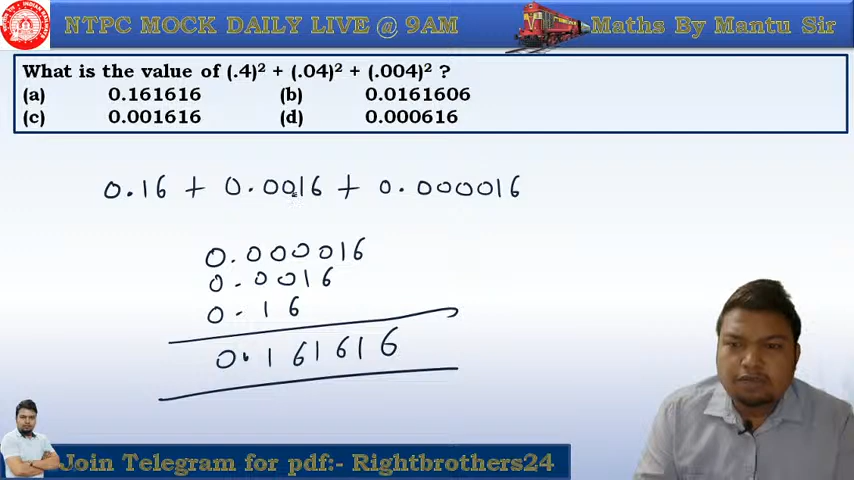 NTPC MOCK DAILY LIVE @ 9AM Maths By Mantu Sir
What is the value of (.4)² + (.04)² + (.004)² ?
(a) 0.161616 (b) 0.0161606
(c) 0.001616 (d) 0.000616
0.16 + 0.0016 + 0.000016
0.000016
0.0016
0.16
0.161616
Join Telegram for pdf:- Rightbrothers24